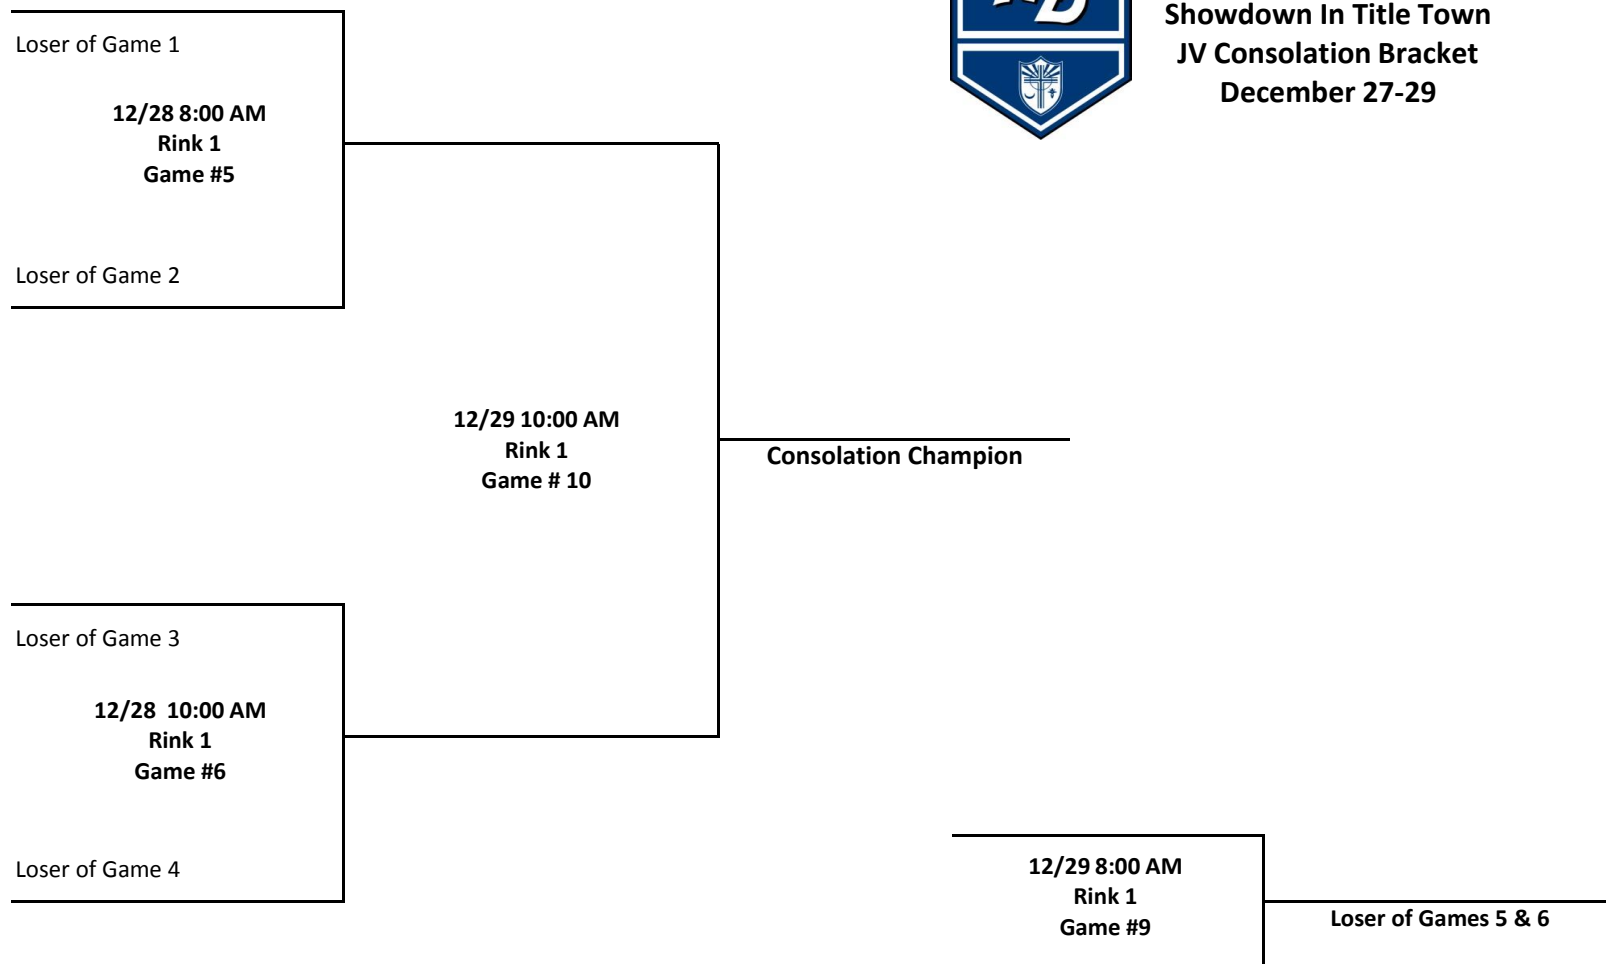 Showdown In Title Town
JV Consolation Bracket
December 27-29
Loser of Game 1
12/28 8:00 AM
Rink 1
Game #5
Loser of Game 2
12/29 10:00 AM
Rink 1
Game # 10
Consolation Champion
Loser of Game 3
12/28  10:00 AM
Rink 1
Game #6
Loser of Game 4
12/29 8:00 AM
Rink 1
Game #9
Loser of Games 5 & 6